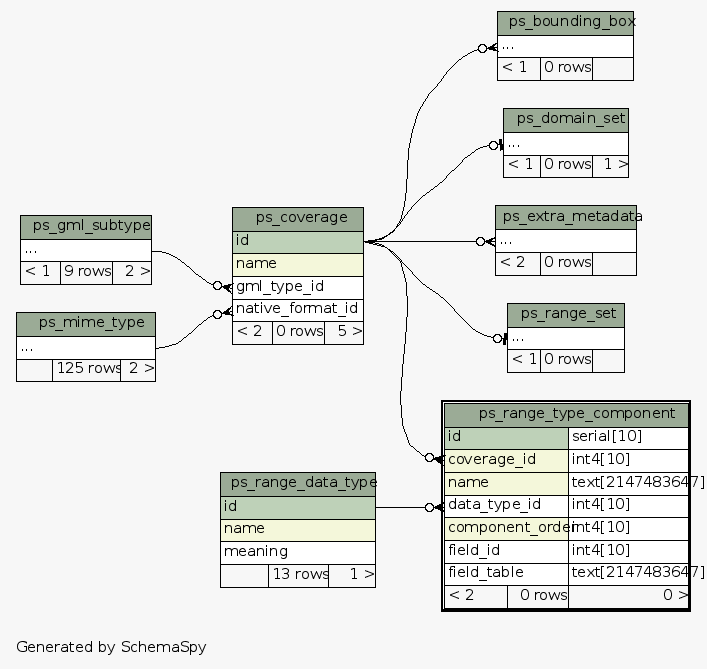 ps_bounding_box
...
< 1 0 rows
ps_domain_set
...
< 1 0 rows 1 >
ps_gml_subtype
...
< 1 9 rows 2 >
ps_coverage
id
name
gml_type_id
native_format_id
< 2 0 rows 5 >
ps_extra_metadata
...
< 2 0 rows
ps_mime_type
...
125 rows 2 >
ps_range_set
...
< 1 0 rows
ps_range_type_component
id serial[10]
coverage_id int4[10]
name text[2147483647]
data_type_id int4[10]
component_order int4[10]
field_id int4[10]
field_table text[2147483647]
< 2 0 rows 0 >
ps_range_data_type
id
name
meaning
13 rows 1 >
Generated by SchemaSpy